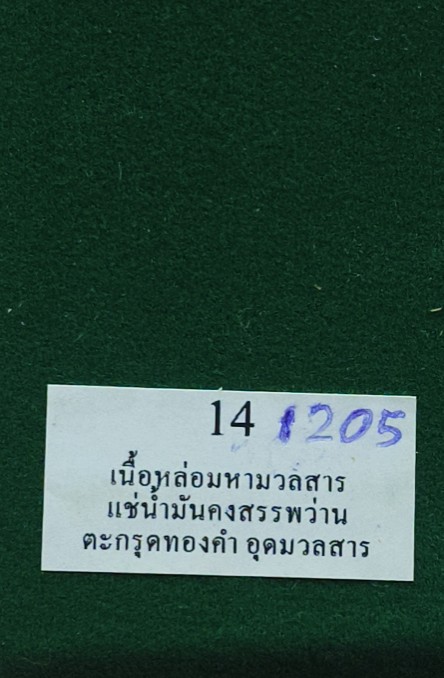 14 1205
เนื้อหล่อมหามวลสาร
แช่น้ำมันคงสรรพว่าน
ตะกรุดทองคำ อุดมวลสาร